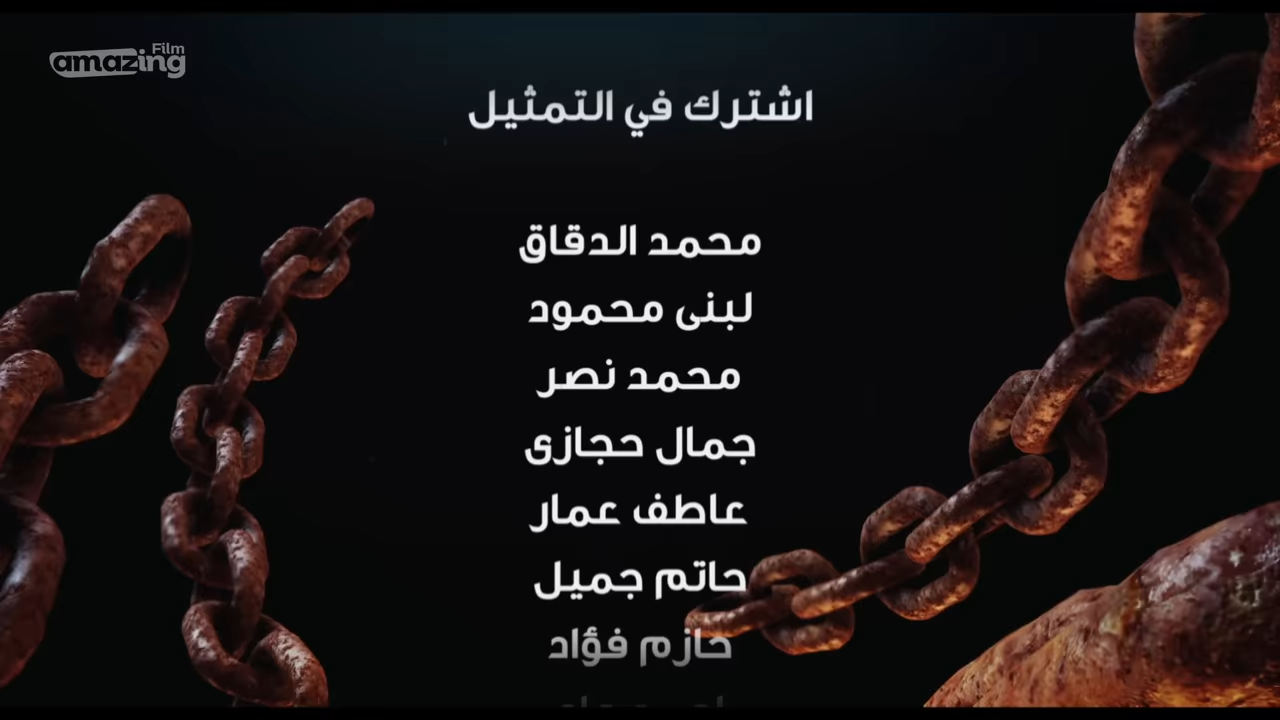 amazing Film
اشترك في التمثيل
محمد الدقاق
لبنى محمود
محمد نصر
جمال حجازى
عاطف عمار
حاتم جميل
حازم فؤاد